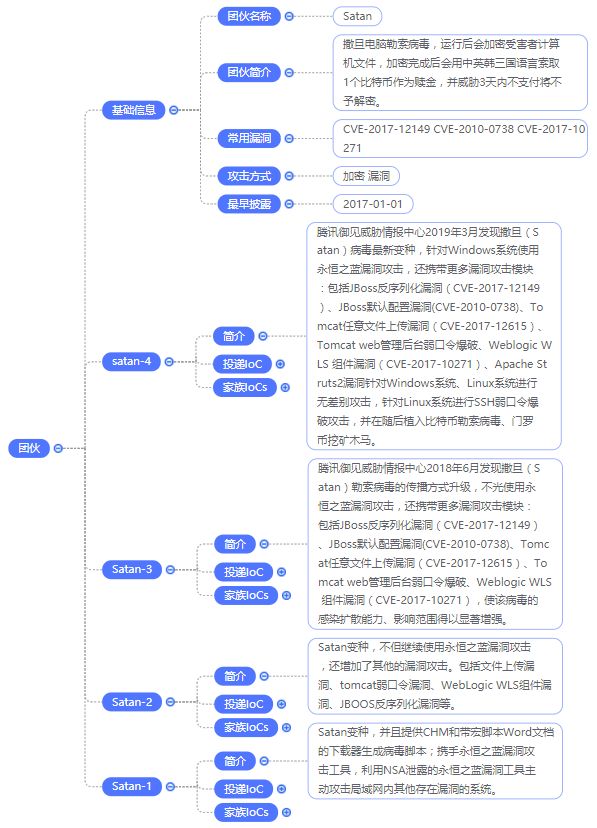 团伙
基础信息
团伙名称
Satan
团伙简介
撒旦电脑勒索病毒，运行后会加密受害者计算
机文件，加密完成后会用中英韩三国语言索取
1个比特币作为赎金，并威胁3天内不支付将不
予解密。
常用漏洞
CVE-2017-12149 CVE-2010-0738 CVE-2017-10
271
攻击方式
加密 漏洞
最早披露
2017-01-01
satan-4
简介
腾讯御见威胁情报中心2019年3月发现撒旦（S
atan）病毒最新变种，针对Windows系统使用
永恒之蓝漏洞攻击，还携带更多漏洞攻击模块
：包括JBoss反序列化漏洞（CVE-2017-12149
）、JBoss默认配置漏洞(CVE-2010-0738)、To
mcat任意文件上传漏洞（CVE-2017-12615）、
Tomcat web管理后台弱口令爆破、Weblogic W
LS 组件漏洞（CVE-2017-10271）、Apache St
ruts2漏洞针对Windows系统、Linux系统进行
无差别攻击，针对Linux系统进行SSH弱口令爆
破攻击，并在随后植入比特币勒索病毒、门罗
币挖矿木马。
投递IoC
家族IoCs
Satan-3
简介
腾讯御见威胁情报中心2018年6月发现撒旦（S
atan）勒索病毒的传播方式升级，不光使用永
恒之蓝漏洞攻击，还携带更多漏洞攻击模块：
包括JBoss反序列化漏洞（CVE-2017-12149）
、JBoss默认配置漏洞(CVE-2010-0738)、Tomc
at任意文件上传漏洞（CVE-2017-12615）、To
mcat web管理后台弱口令爆破、Weblogic WLS
组件漏洞（CVE-2017-10271），使该病毒的
感染扩散能力、影响范围得以显著增强。
投递IoC
家族IoCs
Satan-2
简介
Satan变种，不但继续使用永恒之蓝漏洞攻击
，还增加了其他的漏洞攻击。包括文件上传漏
洞、tomcat弱口令漏洞、WebLogic WLS组件漏
洞、JBOOS反序列化漏洞等。
投递IoC
家族IoCs
Satan-1
简介
Satan变种，并且提供CHM和带宏脚本Word文档
的下载器生成病毒脚本；携手永恒之蓝漏洞攻
击工具，利用NSA泄露的永恒之蓝漏洞工具主
动攻击局域网内其他存在漏洞的系统。
投递IoC
家族IoCs